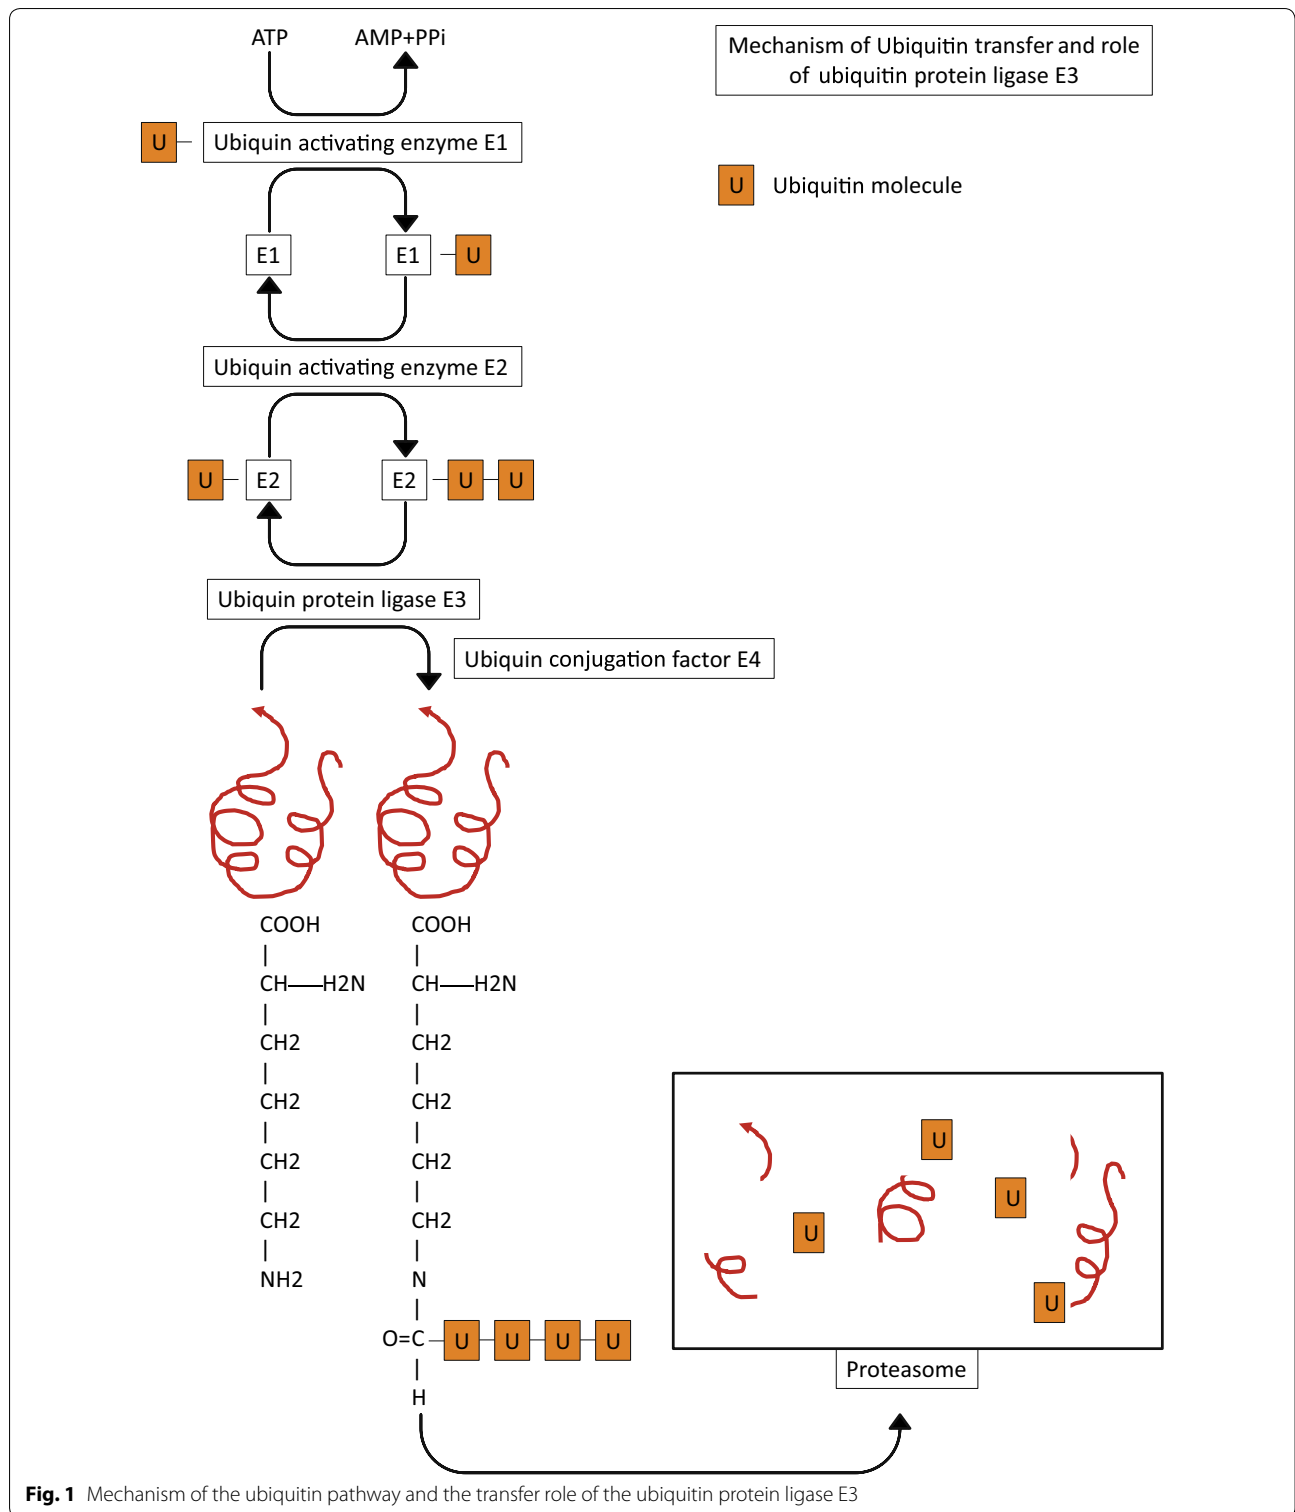 ATP AMP+PPi
Mechanism of Ubiquitin transfer and role
of ubiquitin protein ligase E3
U Ubiquin activating enzyme E1
U Ubiquitin molecule
E1 E1 U
Ubiquin activating enzyme E2
U E2 E2 U U
Ubiquin protein ligase E3
Ubiquin conjugation factor E4
COOH COOH
CH H2N CH H2N
CH2 CH2
CH2 CH2
CH2 CH2
CH2 CH2
NH2 N
O=C U U U U
H
U
U
U
U
Proteasome
Fig. 1 Mechanism of the ubiquitin pathway and the transfer role of the ubiquitin protein ligase E3